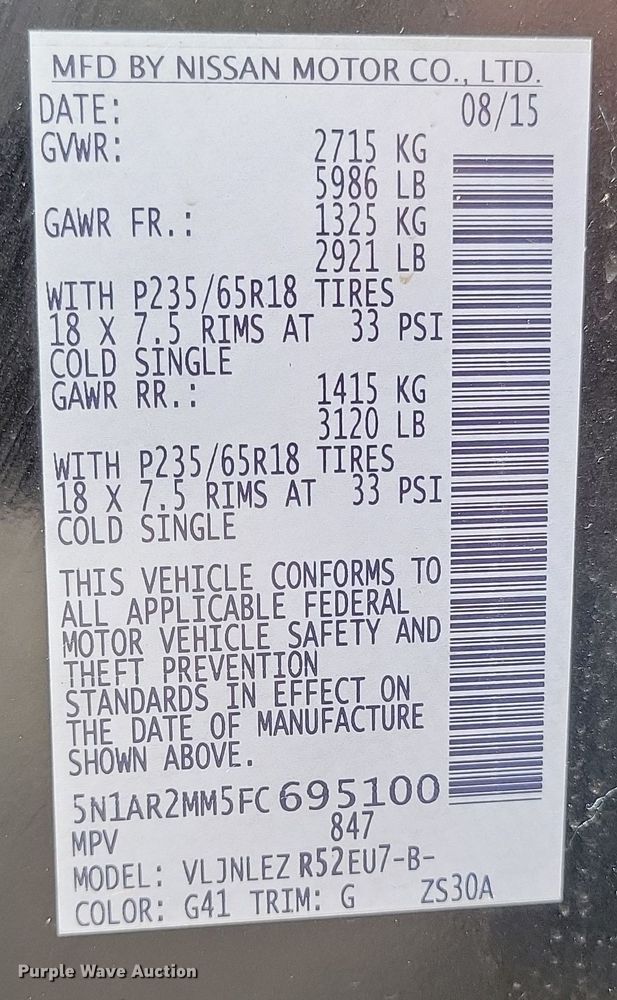 MFD BY NISSAN MOTOR CO., LTD.
DATE: 08/15
GVWR: 2715 KG
5986 LB
GAWR FR.: 1325 KG
2921 LB
WITH P235/65R18 TIRES
18 X 7.5 RIMS AT 33 PSI
COLD SINGLE
GAWR RR.: 1415 KG
3120 LB
WITH P235/65R18 TIRES
18 X 7.5 RIMS AT 33 PSI
COLD SINGLE
THIS VEHICLE CONFORMS TO
ALL APPLICABLE FEDERAL
MOTOR VEHICLE SAFETY AND
THEFT PREVENTION
STANDARDS IN EFFECT ON
THE DATE OF MANUFACTURE
SHOWN ABOVE.
5N1AR2MM5FC695100
MPV 847
MODEL: VLJNLEZ R52EU7-B-
COLOR: G41 TRIM: G ZS30A
Purple Wave Auction